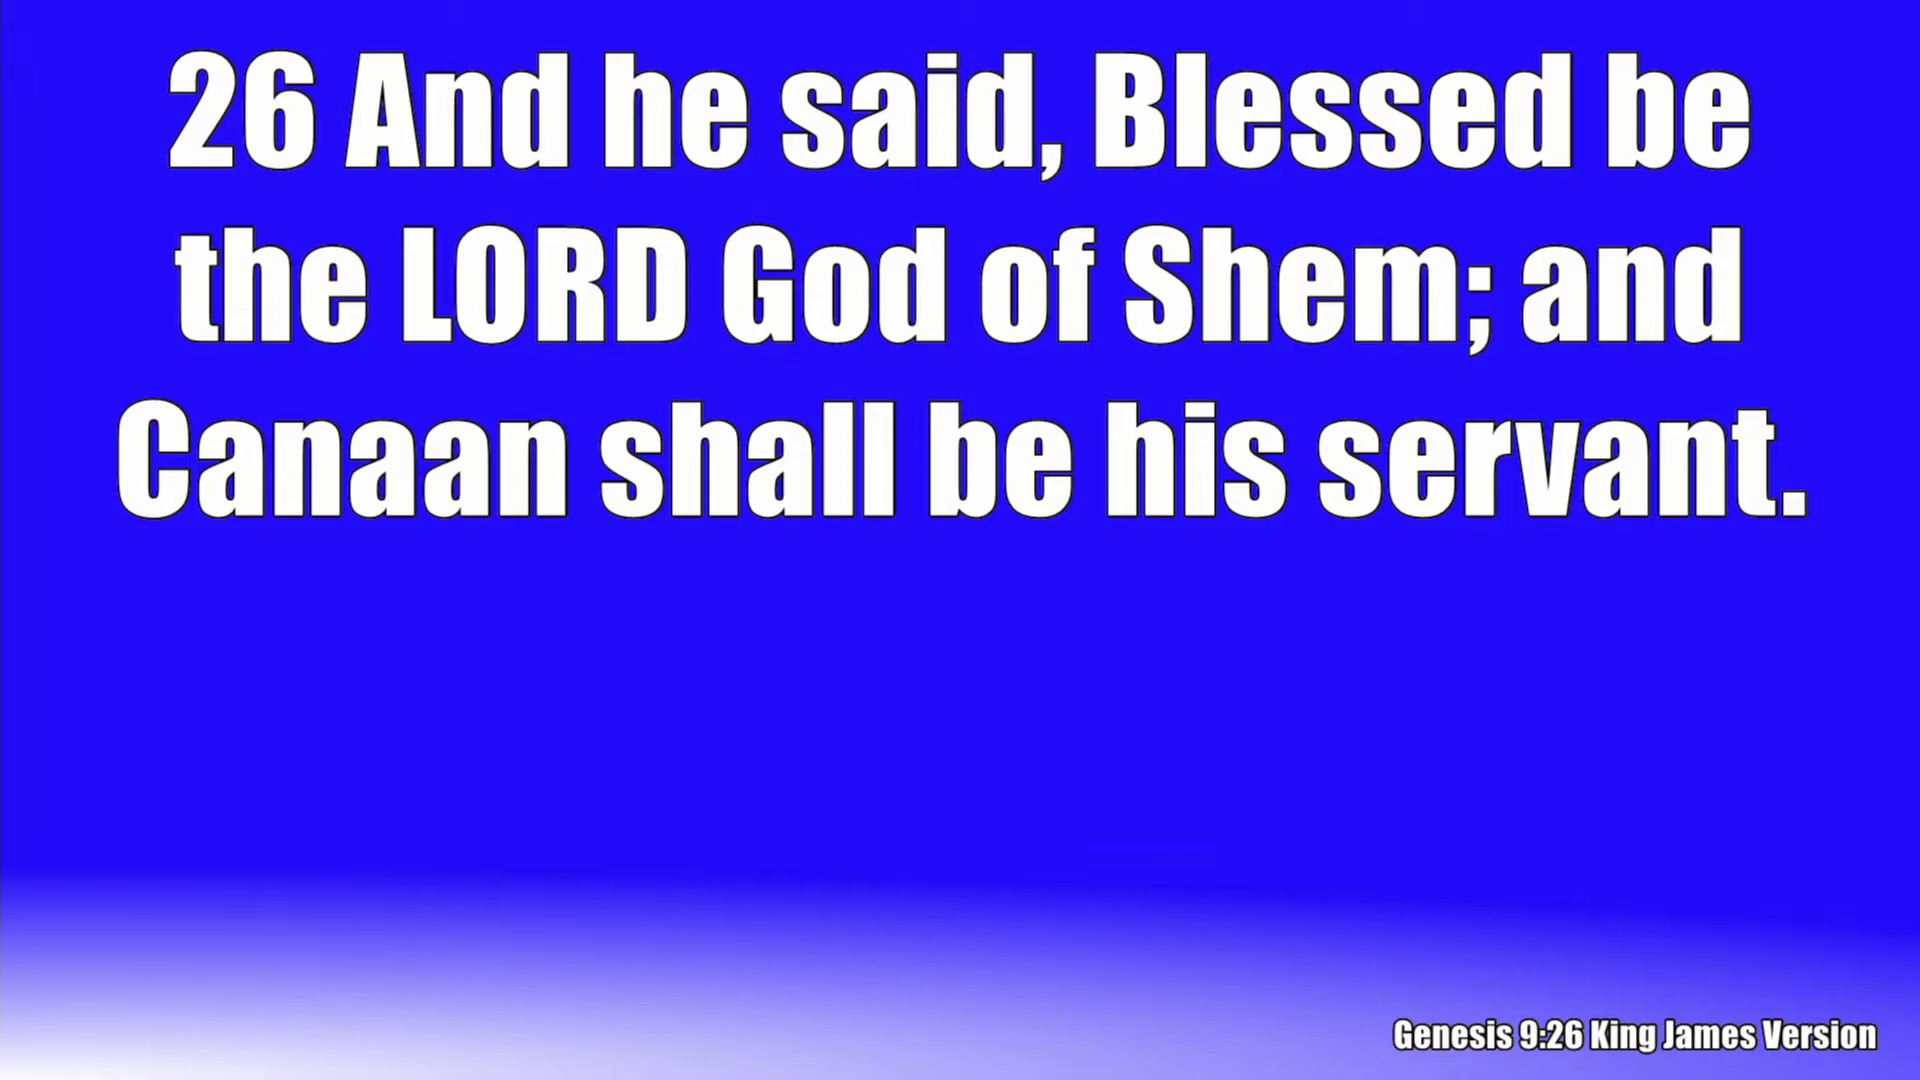 26 And he said, Blessed be
the LORD God of Shem; and
Canaan shall be his servant.
Genesis 9:26 King James Version